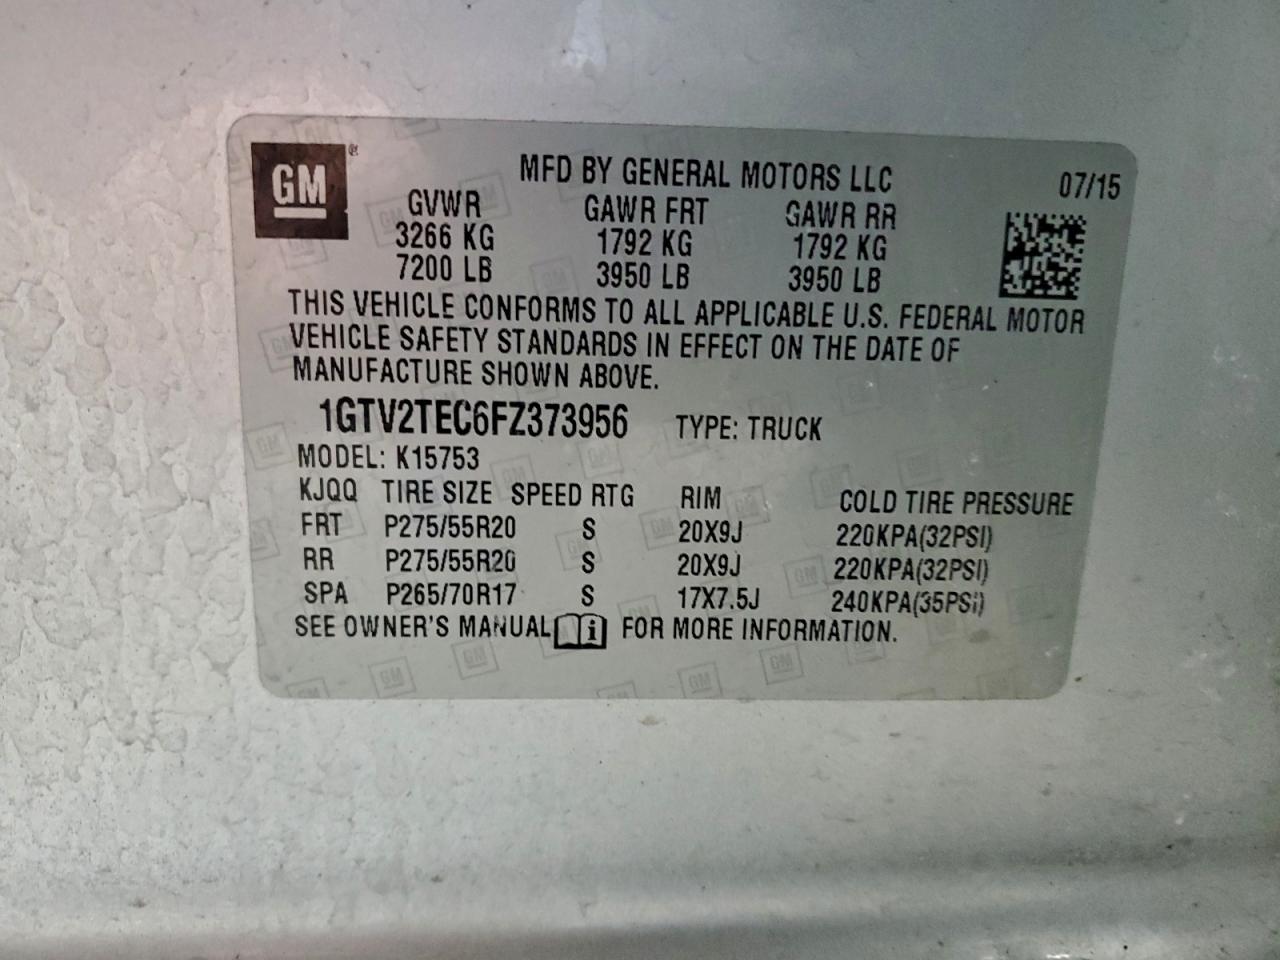 GM ®
MFD BY GENERAL MOTORS LLC 07/15
GVWR GAWR FRT GAWR RR
3266 KG 1792 KG 1792 KG
7200 LB 3950 LB 3950 LB
THIS VEHICLE CONFORMS TO ALL APPLICABLE U.S. FEDERAL MOTOR
VEHICLE SAFETY STANDARDS IN EFFECT ON THE DATE OF
MANUFACTURE SHOWN ABOVE.
1GTV2TEC6FZ373956 TYPE: TRUCK
MODEL: K15753
KJQQ TIRE SIZE SPEED RTG RIM COLD TIRE PRESSURE
FRT P275/55R20 S 20X9J 220KPA(32PSI)
RR P275/55R20 S 20X9J 220KPA(32PSI)
SPA P265/70R17 S 17X7.5J 240KPA(35PSI)
SEE OWNER'S MANUAL i FOR MORE INFORMATION.